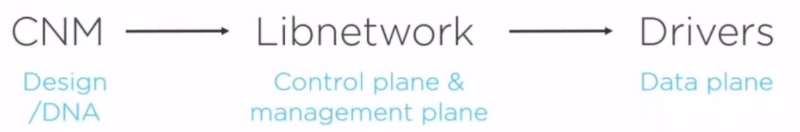 CNM Libnetwork Drivers
Design Control plane & Data plane
/DNA management plane